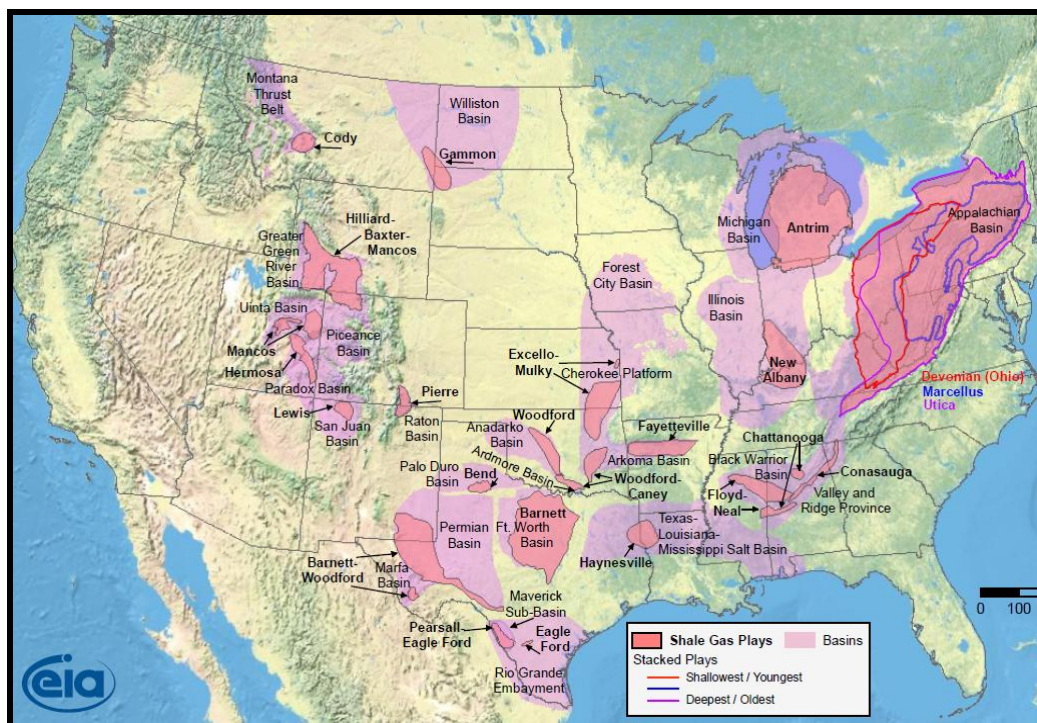 Montana
Thrust
Belt
Cody
Williston
Basin
Gammon
Hilliard-
Baxter-
Mancos
Greater
Green
River
Basin
Uinta Basin
Mancos
Piceance
Basin
Hermosa
Paradox Basin
Lewis
San Juan
Basin
Pierre
Raton
Basin
Forest
City Basin
Excello-
Mulky
Cherokee Platform
Michigan
Basin
Antrim
Illinois
Basin
New
Albany
Appalachian
Basin
Devonian (Ohio)
Marcellus
Utica
Woodford
Anadarko
Basin
Ardmore Basin
Palo Duro
Basin
Bend
Fayetteville
Arkoma Basin
Woodford-
Caney
Chattanooga
Black Warrior
Basin
Conasauga
Floyd-
Neal
Valley and
Ridge Province
Permian
Basin
Barnett
Ft. Worth
Basin
Texas-
Louisiana-
Mississippi Salt Basin
Haynesville
Barnett-
Woodford
Marfa
Basin
Maverick
Sub-Basin
Pearsall-
Eagle Ford
Eagle
Ford
Rio Grande
Embayment
0 100
Shale Gas Plays
Basins
Stacked Plays
Shallowest / Youngest
Deepest / Oldest
eia